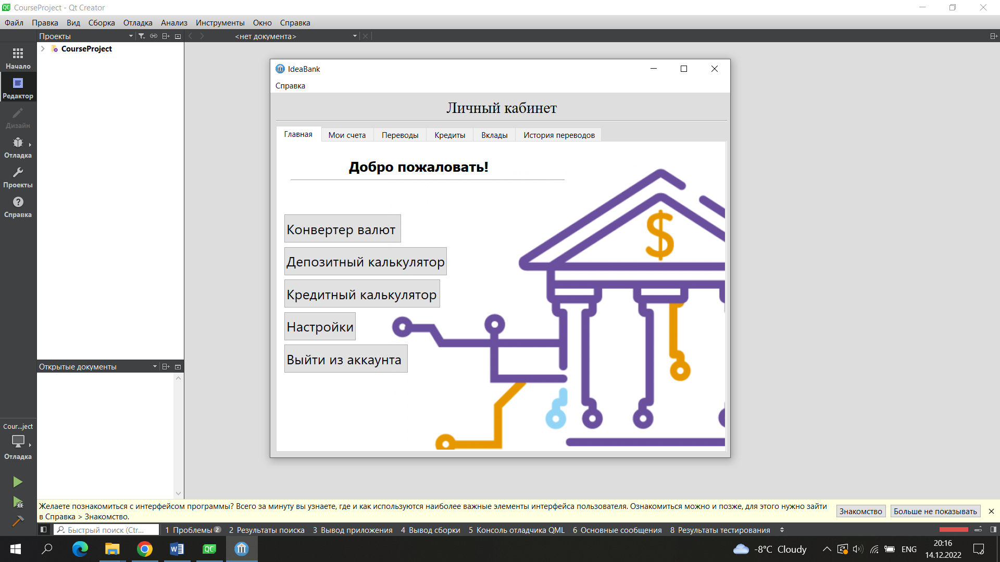 CourseProject - Qt Creator
Файл Правка Вид Сборка Отладка Анализ Инструменты Окно Справка
Проекты
<нет документа>
CourseProject
Начало
Редактор
Дизайн
Отладка
Проекты
Справка
IdeaBank
Справка
Личный кабинет
Главная Мои счета Переводы Кредиты Вклады История переводов
Добро пожаловать!
Конвертер валют
Депозитный калькулятор
Кредитный калькулятор
Настройки
Выйти из аккаунта
$
Открытые документы
Cour...ject
Отладка
Желаете познакомиться с интерфейсом программы? Всего за минуту вы узнаете, где и как используются наиболее важные элементы интерфейса пользователя. Ознакомиться можно и позже, для этого нужно зайти
в Справка > Знакомство.
Знакомство Больше не показывать
Быстрый поиск (Ctr...
1 Проблемы 2 2 Результаты поиска 3 Вывод приложения 4 Вывод сборки 5 Консоль отладчика QML 6 Основные сообщения 8 Результаты тестирования
-8°C Cloudy
ENG
20:16
14.12.2022